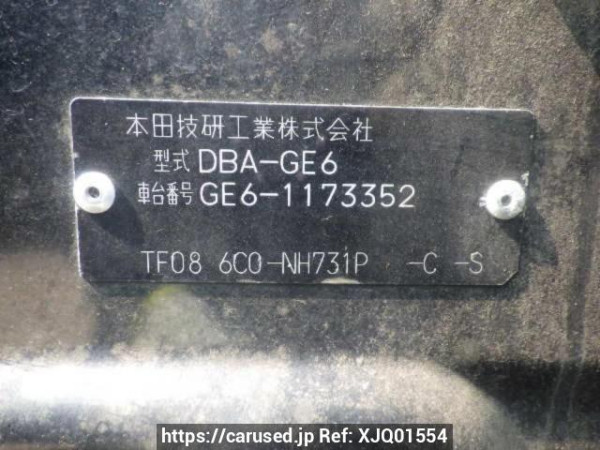 本田技研工業株式会社
型式 DBA-GE6
車台番号 GE6-1173352
TF08 6C0-NH731P -C -S
https://carused.jp Ref: XJQ01554